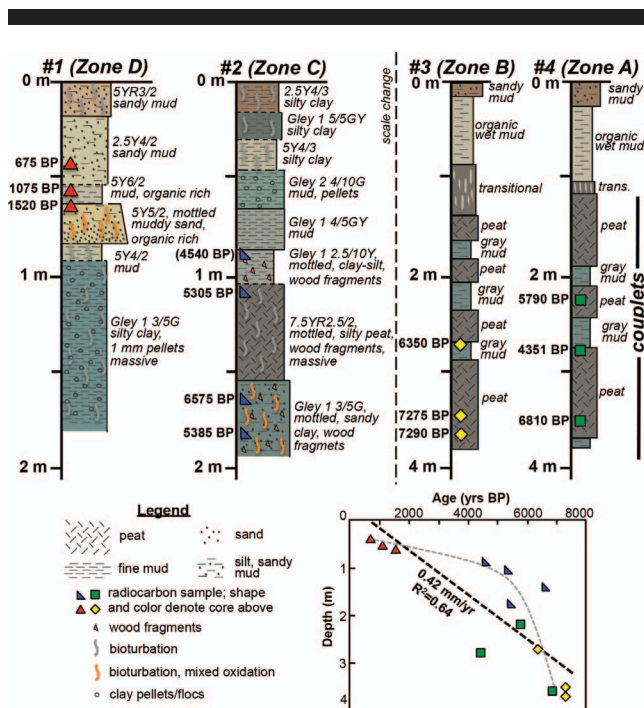 #1 (Zone D)
0 m
5YR3/2
sandy mud
2.5Y4/2
sandy mud
675 BP
1075 BP
5Y6/2
mud, organic rich
1520 BP
5Y5/2, mottled
muddy sand,
organic rich
5Y4/2
mud
1 m
Gley 1 3/5G
silty clay,
1 mm pellets
massive
2 m
#2 (Zone C)
0 m
2.5Y4/3
silty clay
Gley 1 5/5GY
silty clay
5Y4/3
silty clay
Gley 2 4/10G
mud, pellets
Gley 1 4/5GY
mud
(4540 BP)
1 m
Gley 1 2.5/10Y,
mottled, clay-silt,
wood fragments
5305 BP
7.5YR2.5/2,
mottled, silty peat,
wood fragments,
massive
6575 BP
5385 BP
Gley 1 3/5G,
mottled, sandy
clay, wood
fragmets
2 m
scale change
#3 (Zone B)
0 m
sandy
mud
organic
wet mud
transitional
peat
gray
mud
2 m
peat
gray
mud
peat
6350 BP
gray
mud
peat
7275 BP
7290 BP
4 m
#4 (Zone A)
0 m
sandy
mud
organic
wet mud
trans.
peat
2 m
gray
mud
5790 BP
peat
gray
mud
4351 BP
peat
6810 BP
4 m
couplets
Legend
peat
sand
fine mud
silt, sandy
mud
radiocarbon sample; shape
and color denote core above
wood fragments
bioturbation
bioturbation, mixed oxidation
clay pellets/flocs
Age (yrs BP)
0 2000 4000 6000 8000
Depth (m)
0
1
2
3
4
0.42 mm/yr
R²=0.64